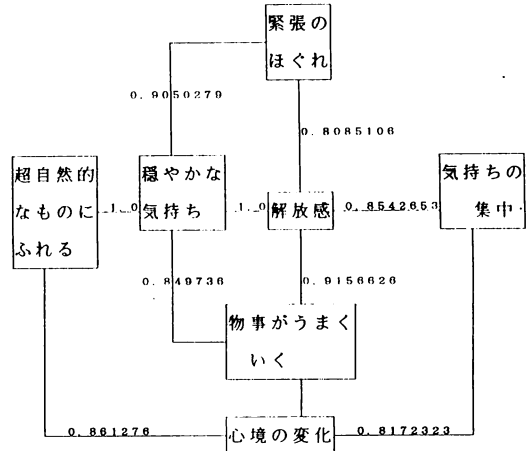 緊張の
ほぐれ
0.9050279
0.8085106
超自然的
なものに
ふれる
1.0
穏やかな
気持ち
1.0
解放感
0.8542653
気持ちの
集中
0.849736
0.9156626
物事がうまく
いく
0.861276
心境の変化
0.8172323